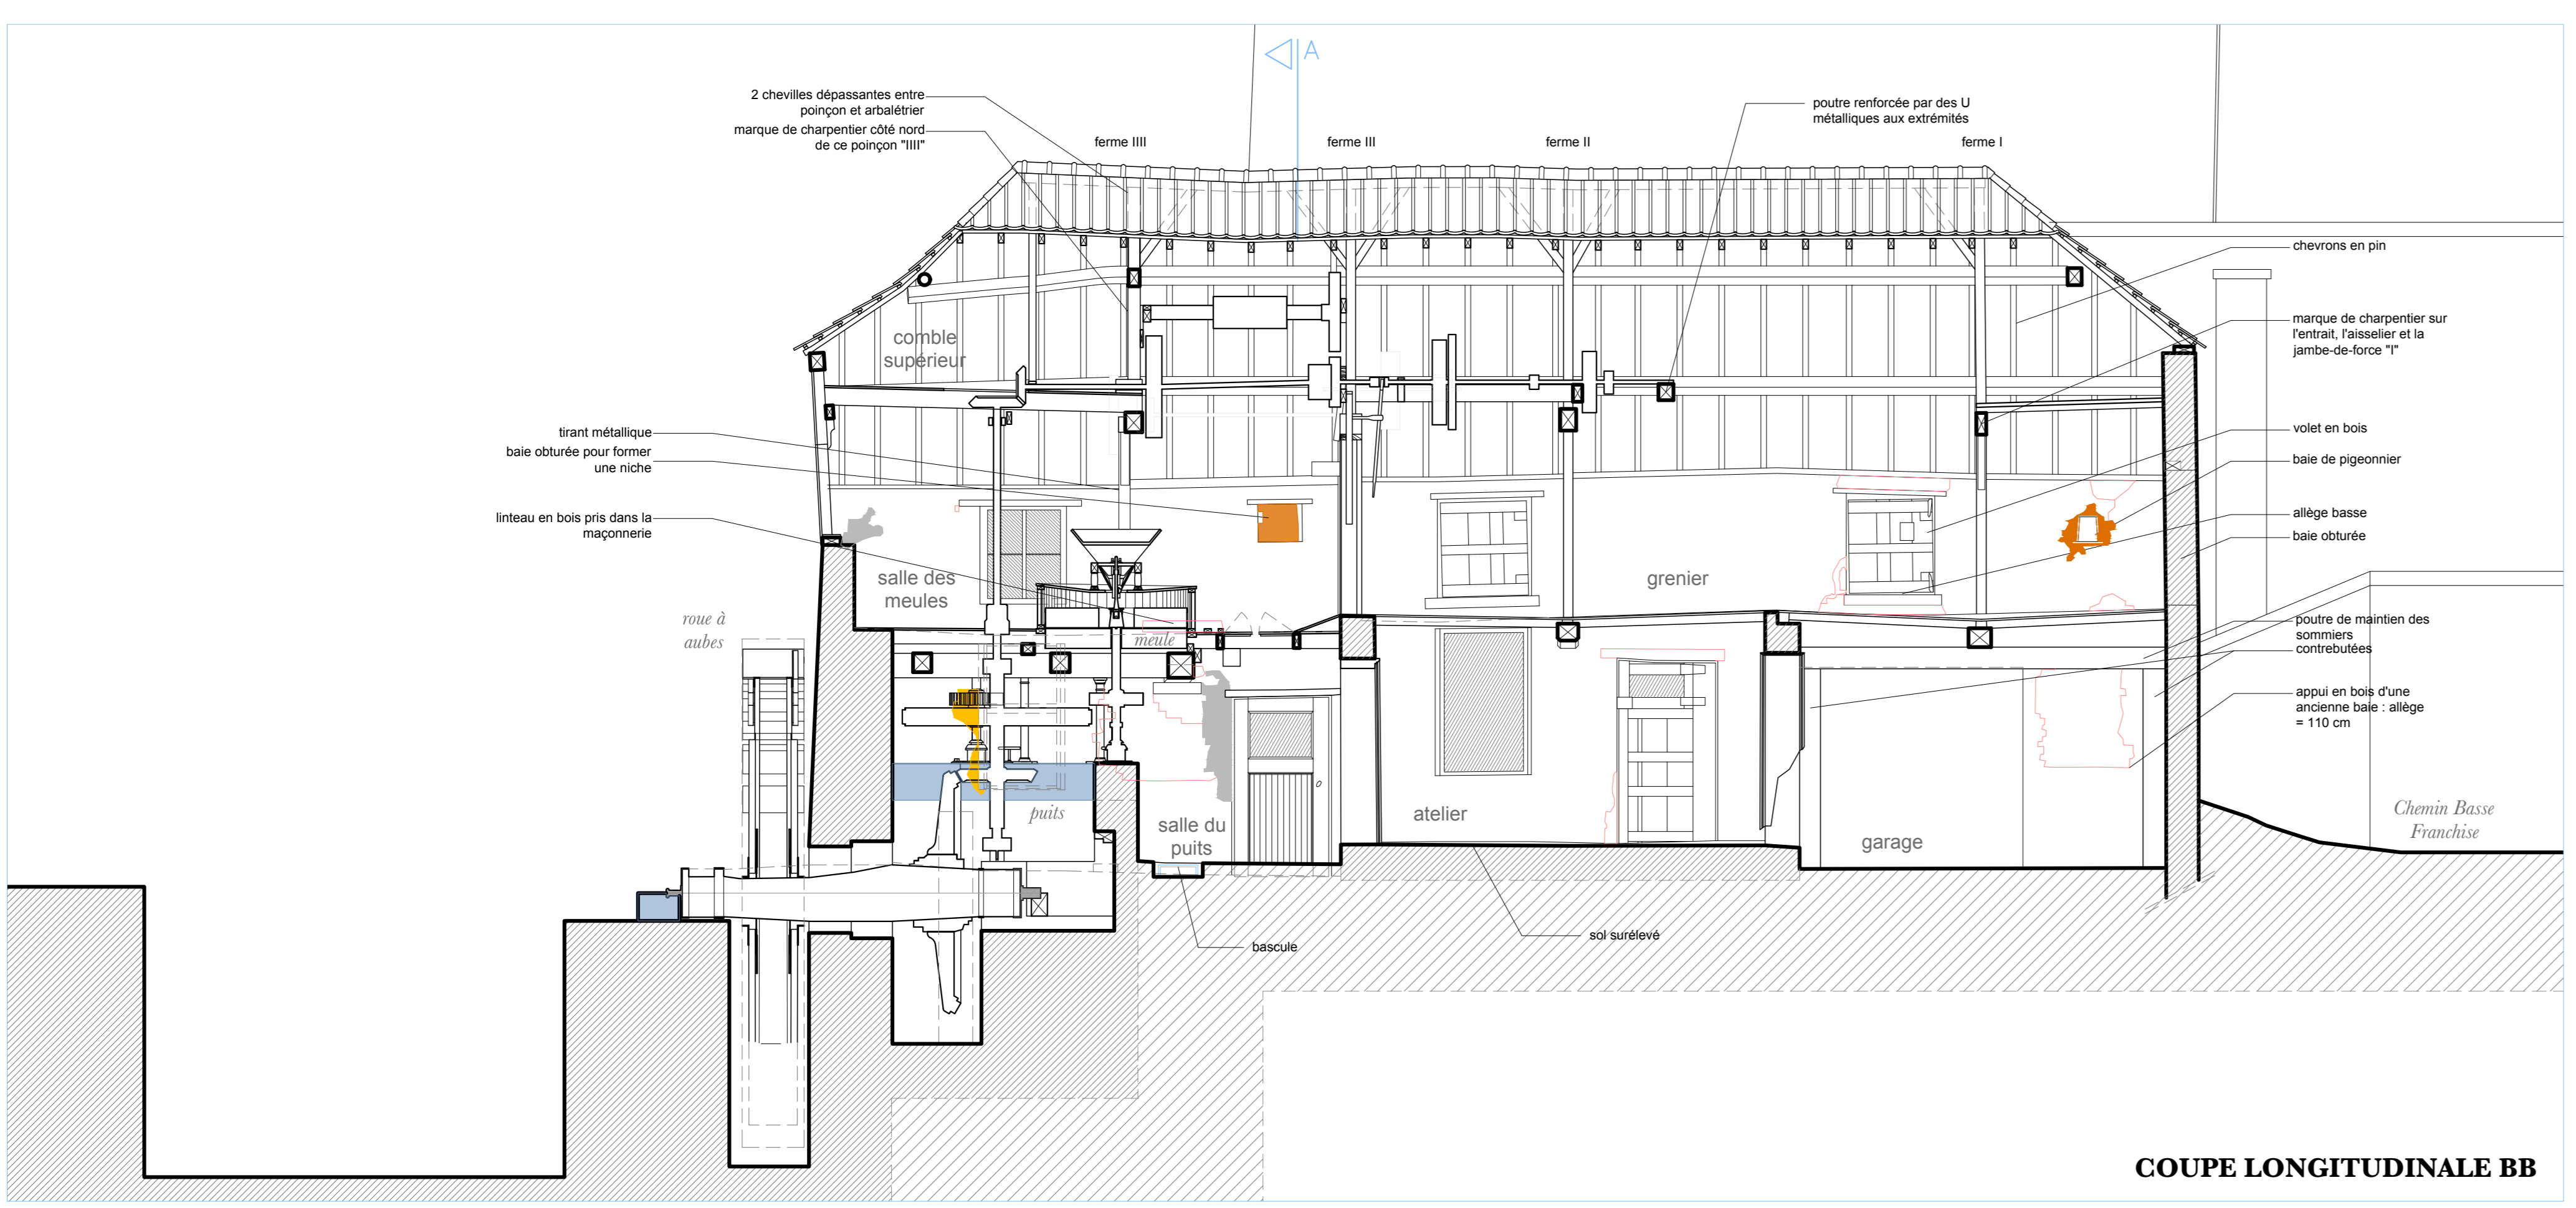 A
2 chevilles dépassantes entre
poinçon et arbalétrier
marque de charpentier côté nord
de ce poinçon "IIII"
ferme IIII
ferme III
ferme II
ferme I
poutre renforcée par des U
métalliques aux extrémités
chevrons en pin
marque de charpentier sur
l'entrait, l'aisselier et la
jambe-de-force "I"
comble
supérieur
tirant métallique
baie obturée pour former
une niche
linteau en bois pris dans la
maçonnerie
volet en bois
baie de pigeonnier
allège basse
baie obturée
salle des
meules
grenier
roue à
aubes
meule
poutre de maintien des
sommiers
contrebutées
appui en bois d'une
ancienne baie : allège
= 110 cm
puits
salle du
puits
atelier
garage
Chemin Basse
Franchise
bascule
sol surélevé
COUPE LONGITUDINALE BB